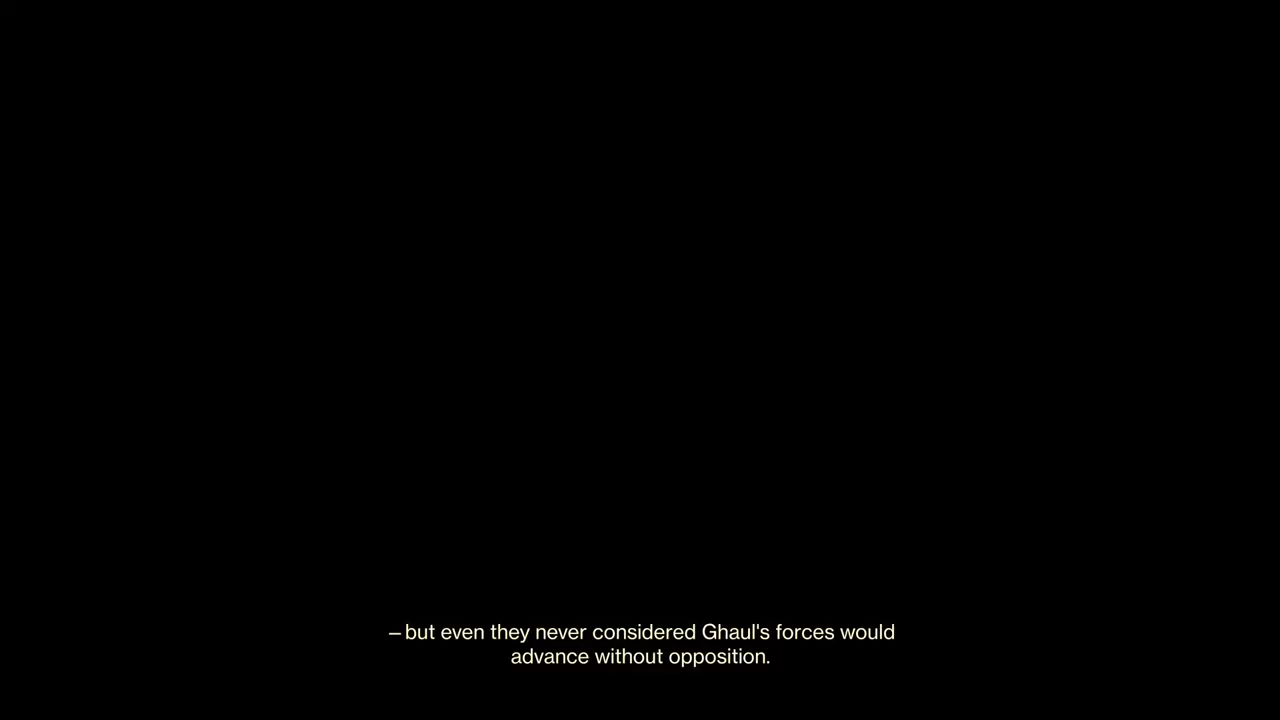 – but even they never considered Ghaul's forces would
advance without opposition.